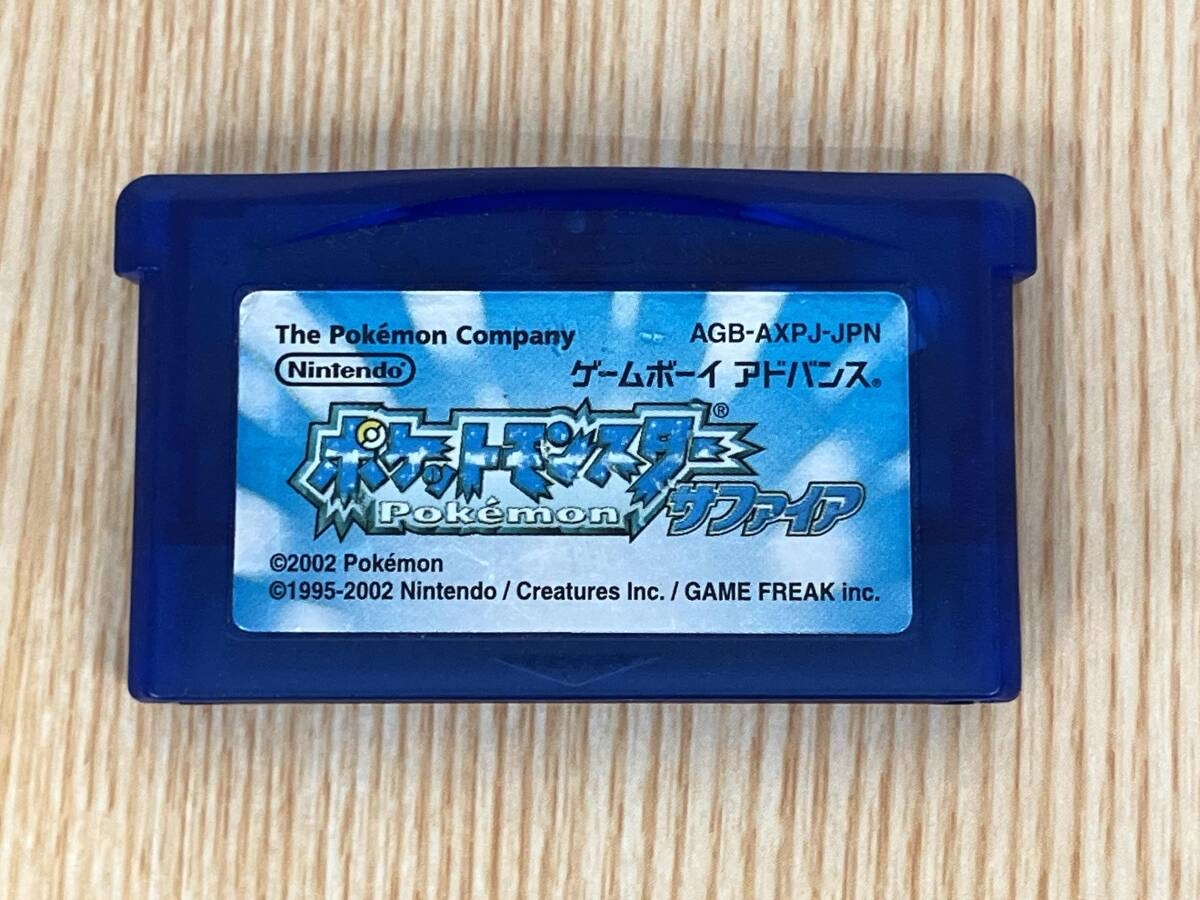 The Pokémon Company AGB-AXPJ-JPN
Nintendo® ゲームボーイ アドバンス®
ポケットモンスター®
Pokémon サファイア
©2002 Pokémon
©1995-2002 Nintendo / Creatures Inc. / GAME FREAK inc.